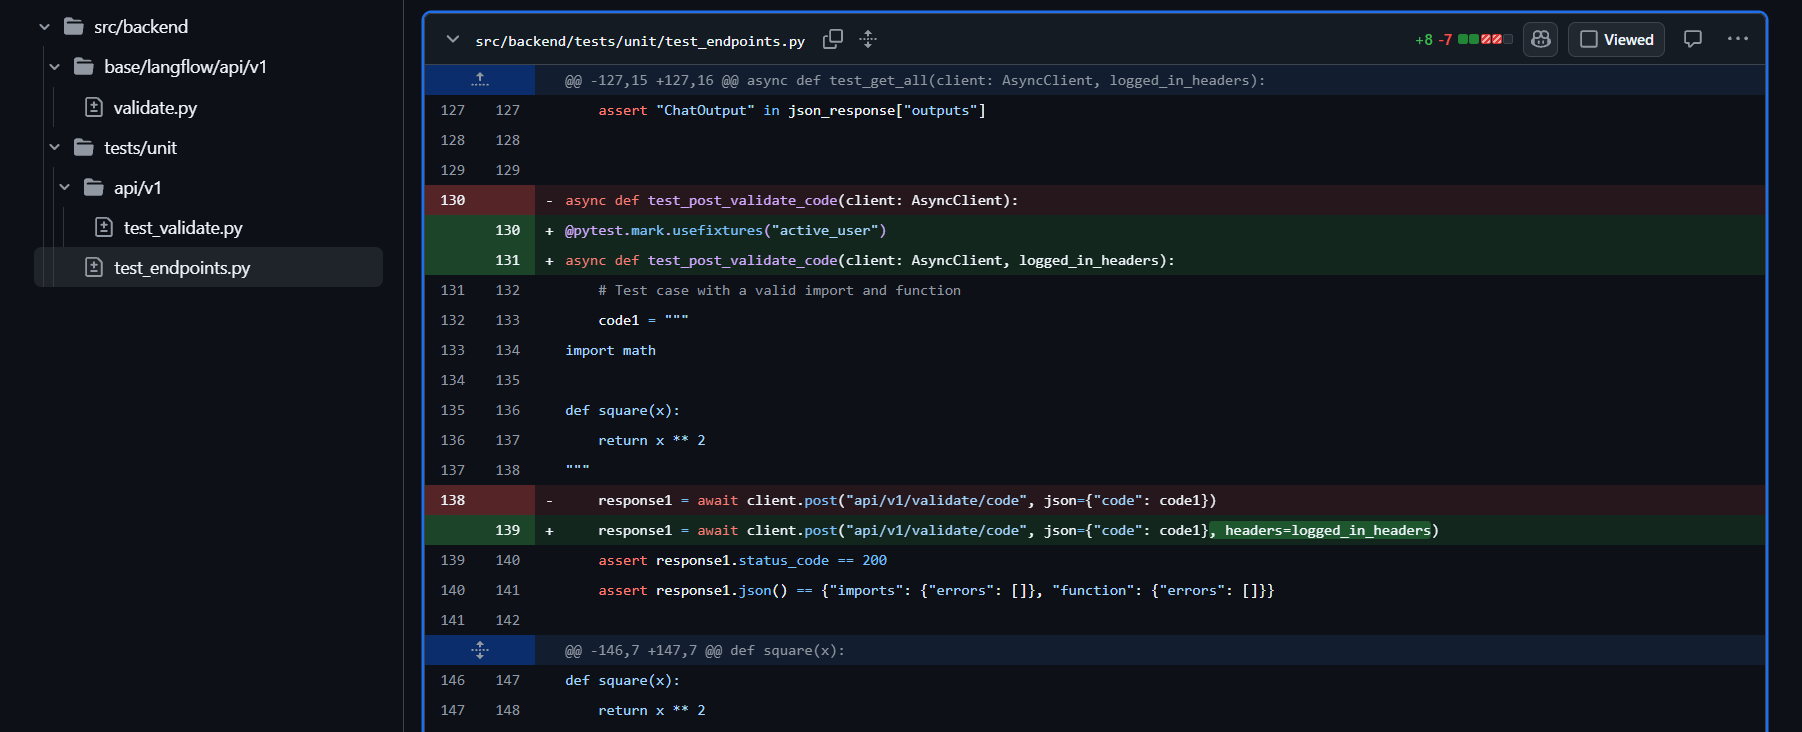 src/backend
base/langflow/api/v1
validate.py
tests/unit
api/v1
test_validate.py
test_endpoints.py
src/backend/tests/unit/test_endpoints.py
+8 -7
Viewed
@@ -127,15 +127,16 @@ async def test_get_all(client: AsyncClient, logged_in_headers):
127 127     assert "ChatOutput" in json_response["outputs"]
128 128
129 129
130 - async def test_post_validate_code(client: AsyncClient):
130 + @pytest.mark.usefixtures("active_user")
131 + async def test_post_validate_code(client: AsyncClient, logged_in_headers):
131 132     # Test case with a valid import and function
132 133     code1 = """
133 134 import math
134 135
135 136 def square(x):
136 137     return x ** 2
137 138 """
138 -     response1 = await client.post("api/v1/validate/code", json={"code": code1})
139 +     response1 = await client.post("api/v1/validate/code", json={"code": code1}, headers=logged_in_headers)
139 140     assert response1.status_code == 200
140 141     assert response1.json() == {"imports": {"errors": []}, "function": {"errors": []}}
141 142
@@ -146,7 +147,7 @@ def square(x):
146 147 def square(x):
147 148     return x ** 2